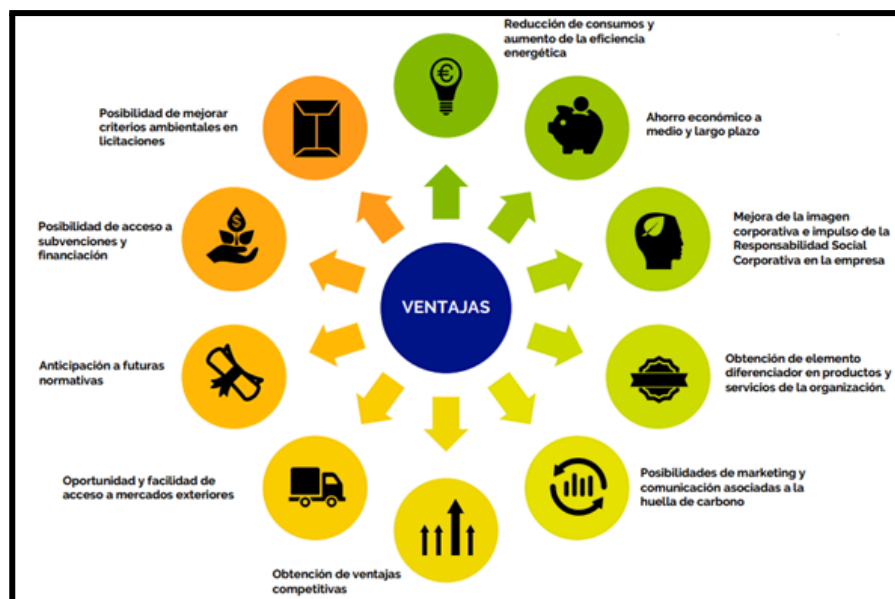 Reducción de consumos y
aumento de la eficiencia
energética
€
Ahorro económico a
medio y largo plazo
Mejora de la imagen
corporativa e impulso de la
Responsabilidad Social
Corporativa en la empresa
Obtención de elemento
diferenciador en productos y
servicios de la organización.
Posibilidades de marketing y
comunicación asociadas a la
huella de carbono
Obtención de ventajas
competitivas
Oportunidad y facilidad de
acceso a mercados exteriores
Anticipación a futuras
normativas
Posibilidad de acceso a
subvenciones y
financiación
$
Posibilidad de mejorar
criterios ambientales en
licitaciones
VENTAJAS